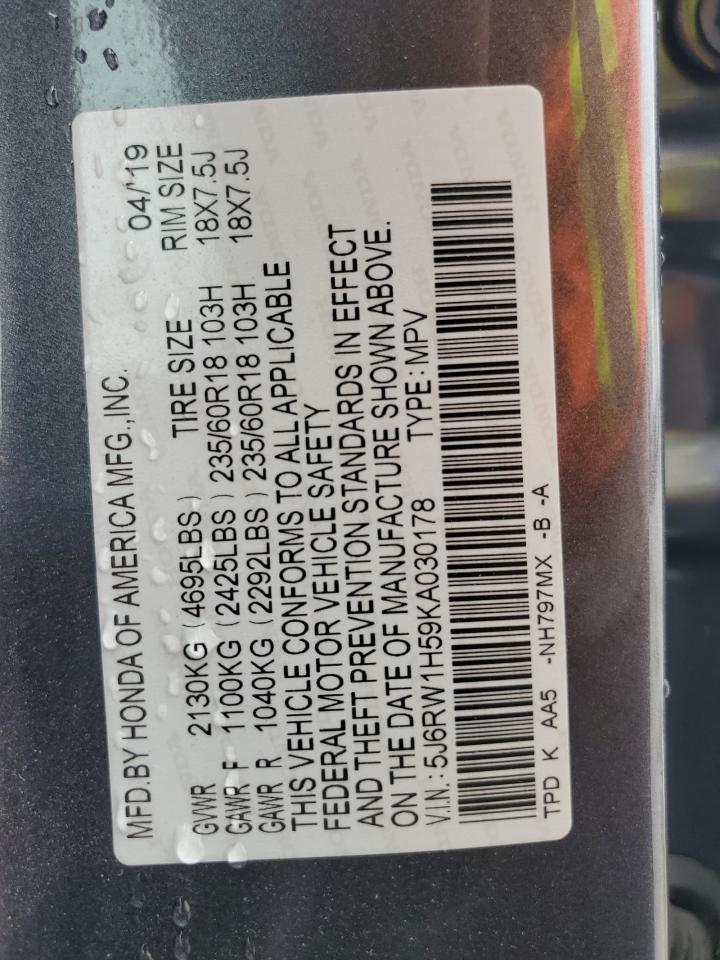 MFD.BY HONDA OF AMERICA MFG.,INC. 04/'19
GVWR 2130KG (4695LBS) TIRE SIZE RIM SIZE
GAWR F 1100KG (2425LBS) 235/60R18 103H 18X7.5J
GAWR R 1040KG (2292LBS) 235/60R18 103H 18X7.5J
THIS VEHICLE CONFORMS TO ALL APPLICABLE
FEDERAL MOTOR VEHICLE SAFETY
AND THEFT PREVENTION STANDARDS IN EFFECT
ON THE DATE OF MANUFACTURE SHOWN ABOVE.
V.I.N.: 5J6RW1H59KA030178 TYPE: MPV
TPD K AA5 -NH797MX -B -A